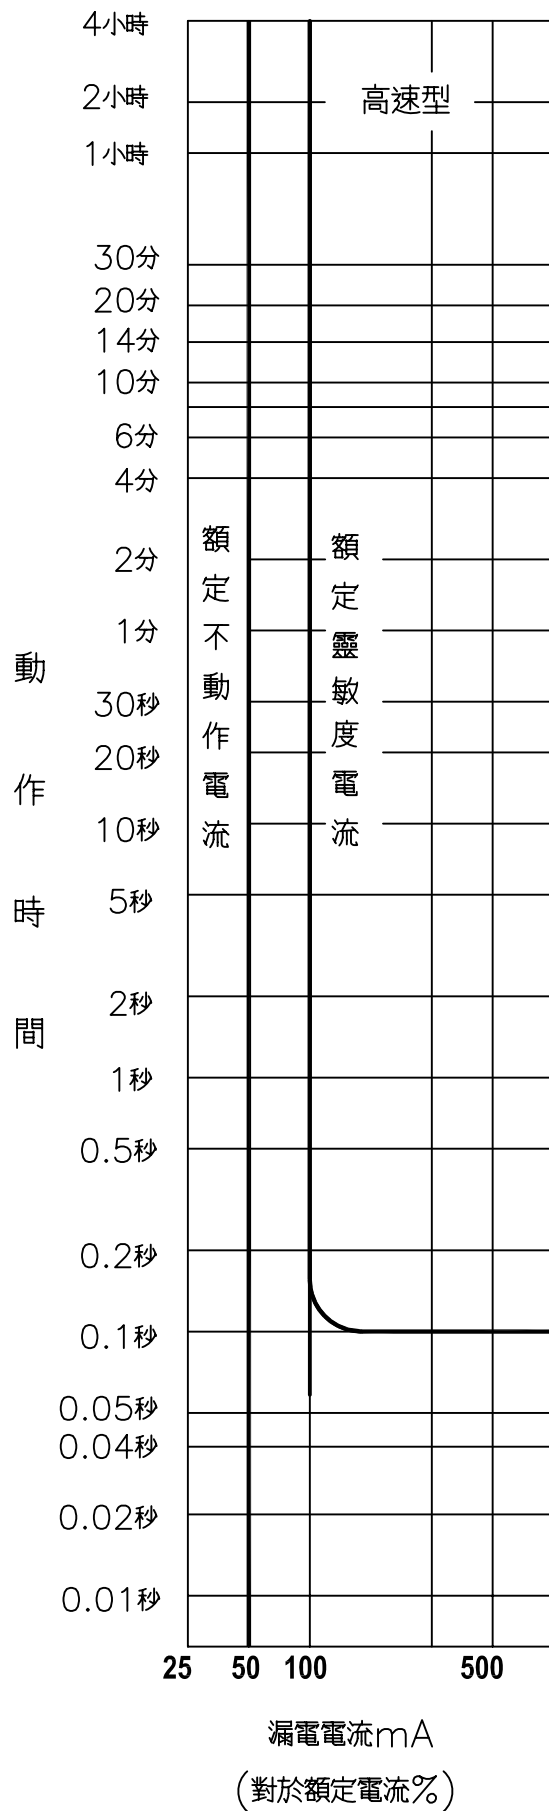 4小時
2小時
高速型
1小時
30分
20分
14分
10分
6分
4分
2分
1分
30秒
20秒
10秒
5秒
2秒
1秒
0.5秒
0.2秒
0.1秒
0.05秒
0.04秒
0.02秒
0.01秒
動作時間
額定不動作電流
額定靈敏度電流
25 50 100 500
漏電電流mA
(對於額定電流%)